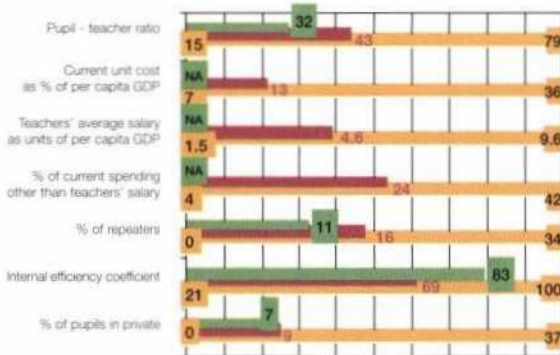 Pupil - teacher ratio
32
15
43
79
Current unit cost
as % of per capita GDP
NA
7
13
36
Teachers' average salary
as units of per capita GDP
NA
1.5
4.6
9.6
% of current spending
other than teachers' salary
NA
4
24
42
% of repeaters
11
0
16
34
Internal efficiency coefficient
83
21
69
100
% of pupils in private
7
0
9
37